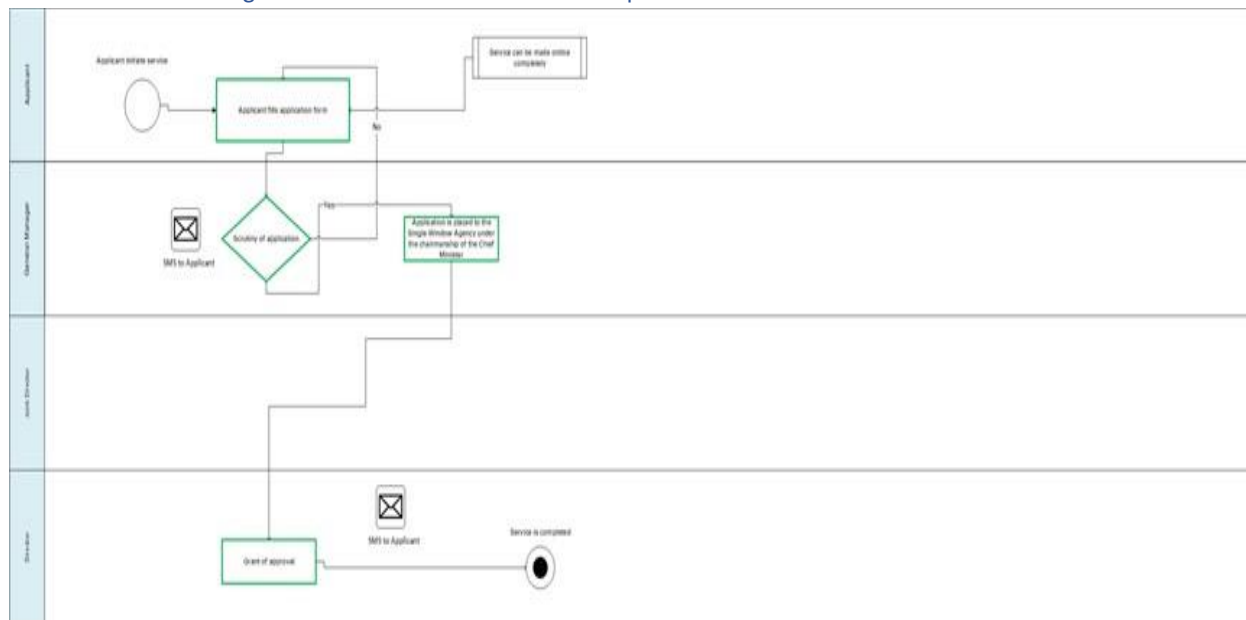 Applicant
Applicant initiate service
Service can be made online
completely
Applicant fills application form
No
General Manager
Yes
Scrutiny of application
Application is placed to the
Single Window Agency under
the chairmanship of the Chief
Minister
SMS to Applicant
Joint Director
Director
SMS to Applicant
Service is completed
Grant of approval